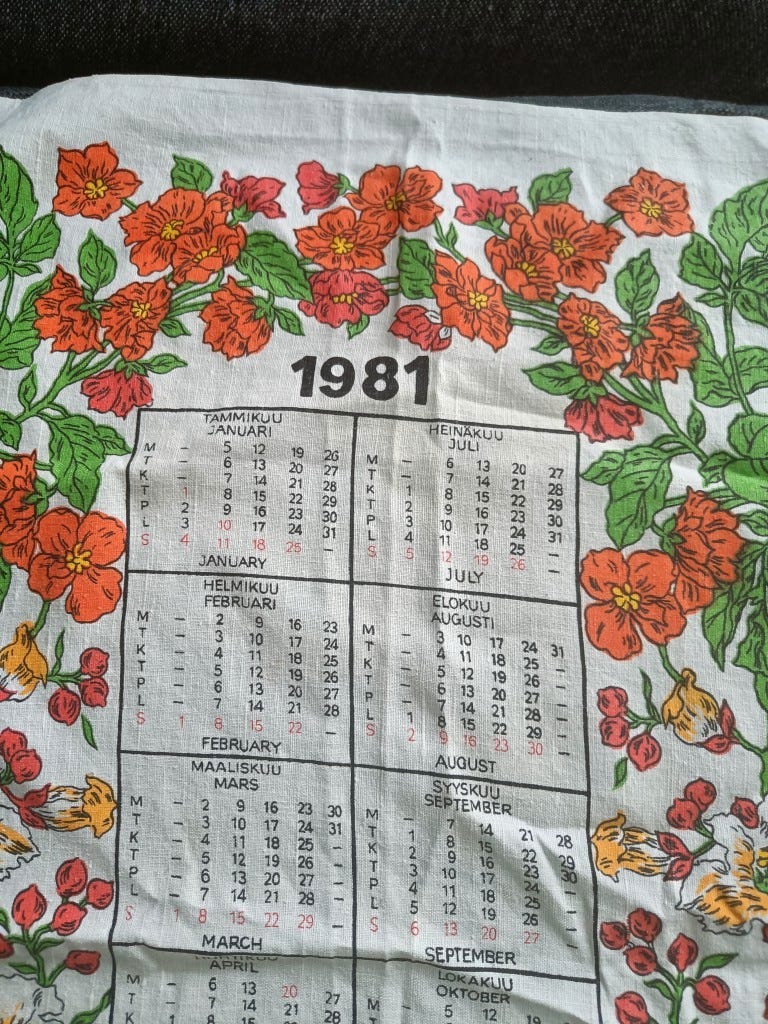 1981
TAMMIKUU
JANUARI
M – 5 12 19 26
T – 6 13 20 27
K – 7 14 21 28
T 1 8 15 22 29
P 2 9 16 23 30
L 3 10 17 24 31
S 4 11 18 25 –
JANUARY
HEINÄKUU
JULI
M – 6 13 20 27
T – 7 14 21 28
K 1 8 15 22 29
T 2 9 16 23 30
P 3 10 17 24 31
L 4 11 18 25 –
S 5 12 19 26 –
JULY
HELMIKUU
FEBRUARI
M – 2 9 16 23
T – 3 10 17 24
K – 4 11 18 25
T – 5 12 19 26
P – 6 13 20 27
L – 7 14 21 28
S 1 8 15 22 –
FEBRUARY
ELOKUU
AUGUSTI
M – 3 10 17 24 31
T – 4 11 18 25 –
K – 5 12 19 26 –
T – 6 13 20 27 –
P – 7 14 21 28 –
L 1 8 15 22 29 –
S 2 9 16 23 30 –
AUGUST
MAALISKUU
MARS
M – 2 9 16 23 30
T – 3 10 17 24 31
K – 4 11 18 25 –
T – 5 12 19 26 –
P – 6 13 20 27 –
L – 7 14 21 28 –
S 1 8 15 22 29 –
MARCH
SYYSKUU
SEPTEMBER
M – 7 14 21 28
T 1 8 15 22 29
K 2 9 16 23 30
T 3 10 17 24 –
P 4 11 18 25 –
L 5 12 19 26 –
S 6 13 20 27 –
SEPTEMBER
APRIL
M – 6 13 20 27
T – 7 14 21 28
K 1 8 15 22
LOKAKUU
OKTOBER
M – 5 12 19